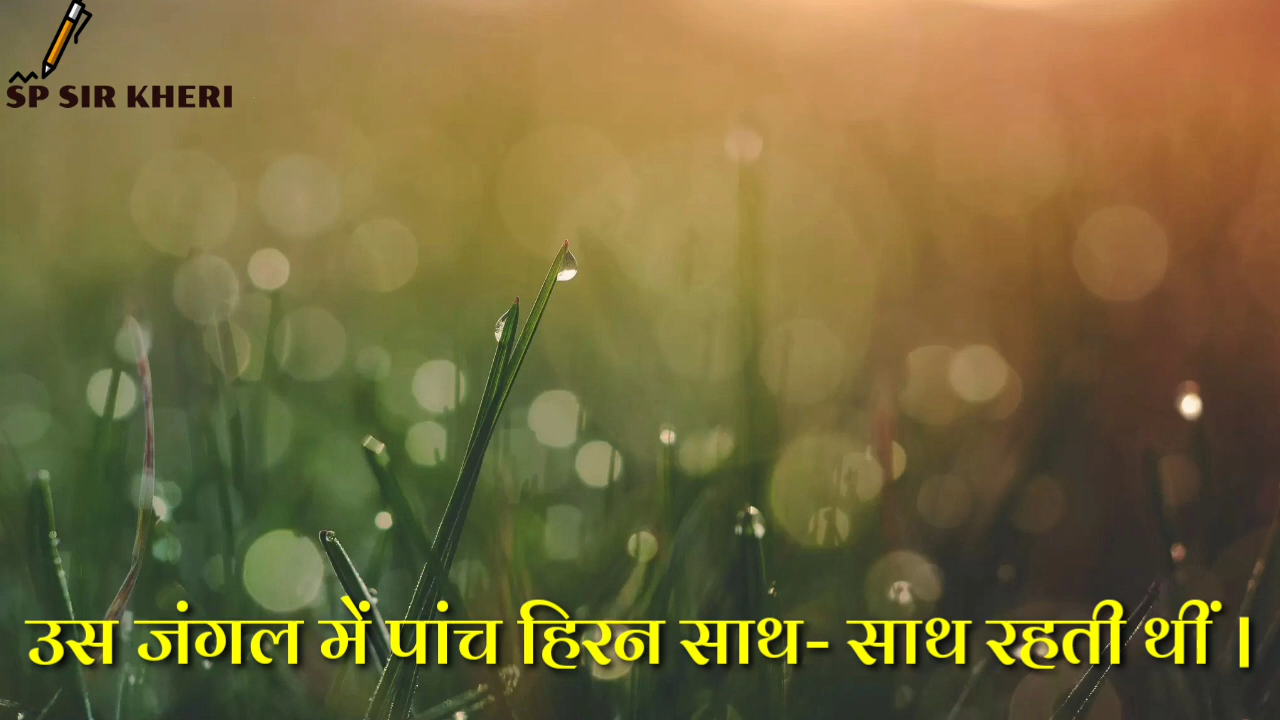 SP SIR KHERI
उस जंगल में पांच हिरन साथ- साथ रहती थीं ।